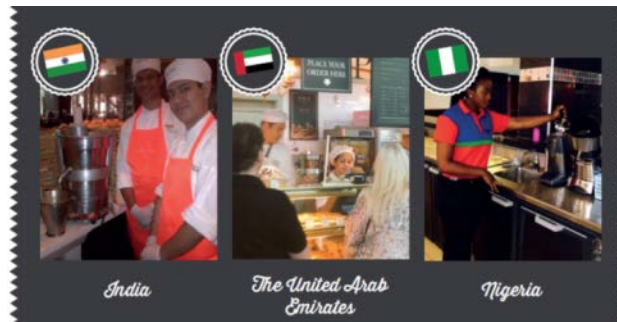 PLACE YOUR
ORDER HERE
India
The United Arab
Emirates
Nigeria